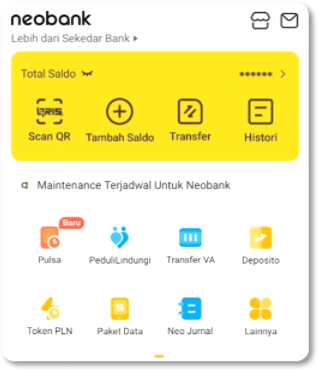 neobank
Lebih dari Sekedar Bank
Total Saldo ******
QRIS
Scan QR Tambah Saldo Transfer Histori
Maintenance Terjadwal Untuk Neobank
Baru
Pulsa PeduliLindungi Transfer VA Deposito
Token PLN Paket Data Neo Jurnal Lainnya